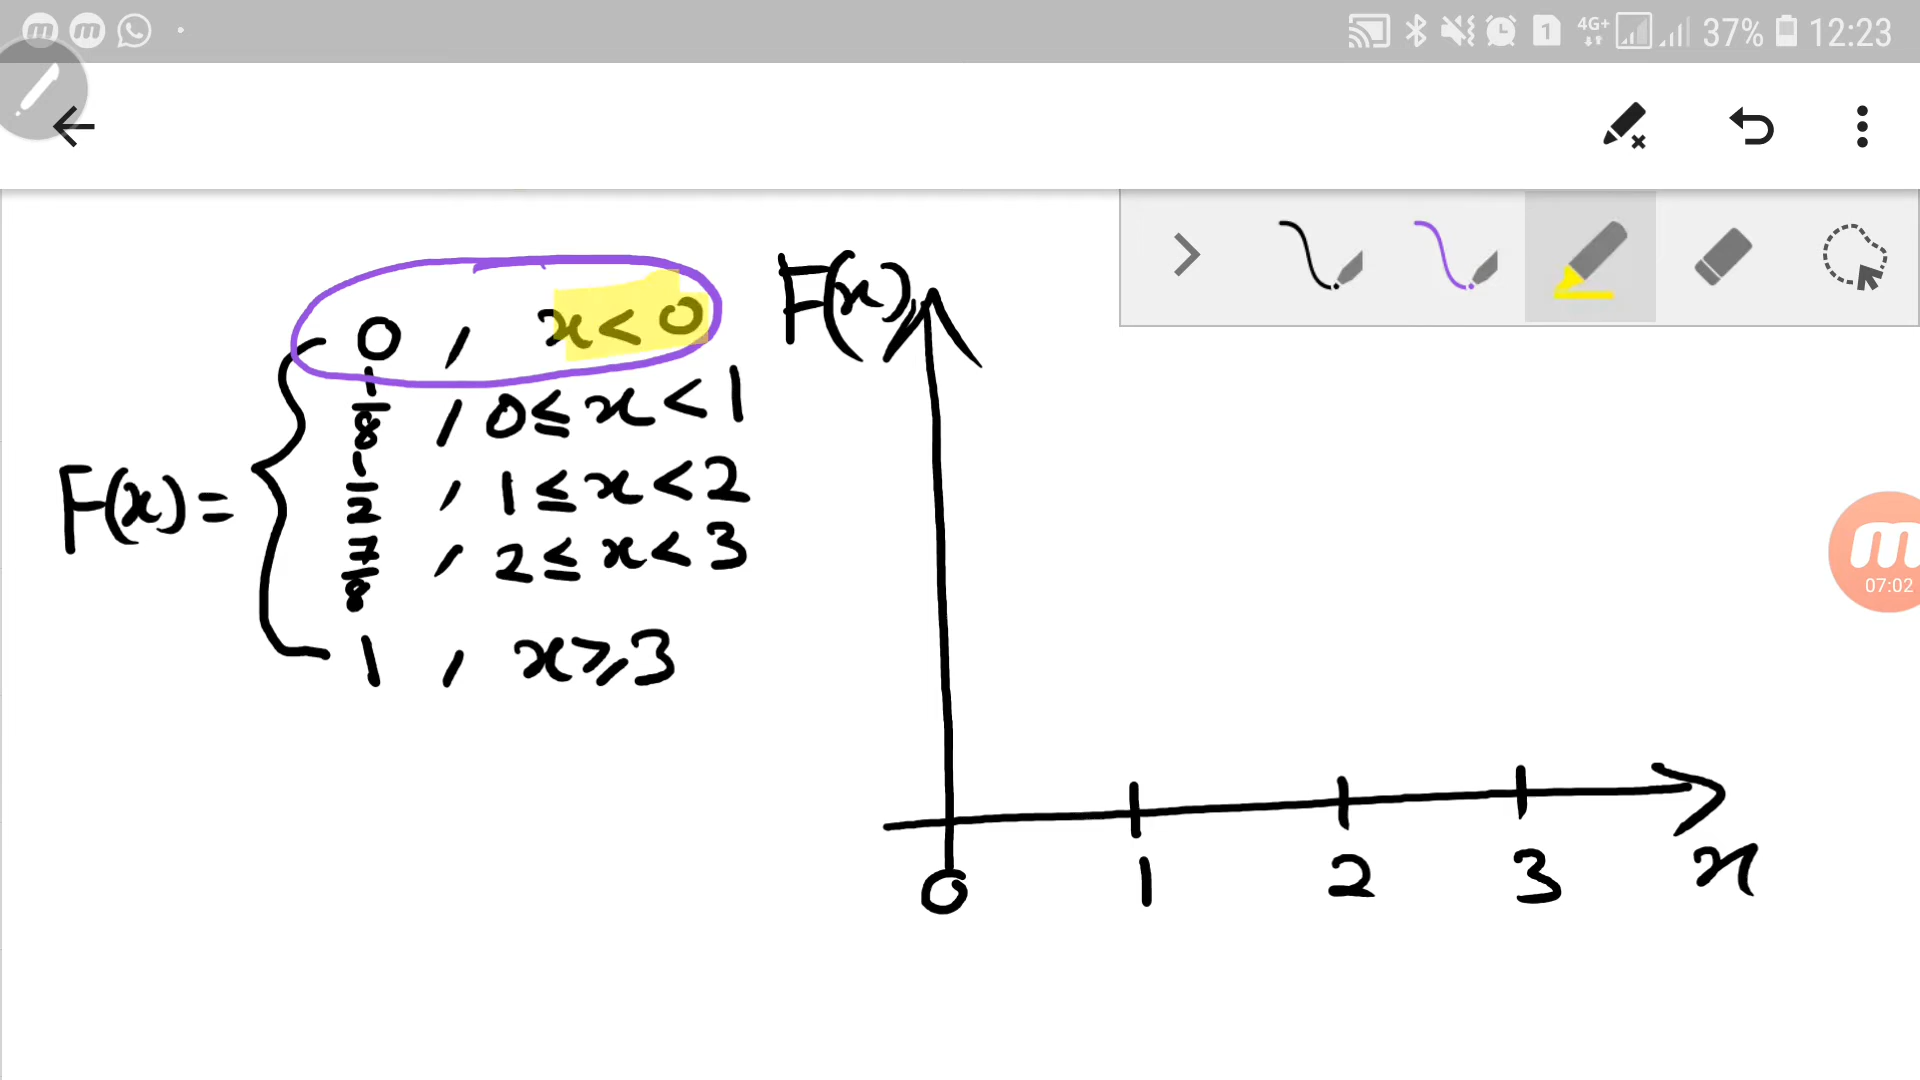 37% 12:23
F(x)
0 , x < 0
1/8 , 0 ≤ x < 1
F(x) = 1/2 , 1 ≤ x < 2
7/8 , 2 ≤ x < 3
1 , x ≥ 3
m
07:02
0 1 2 3 x